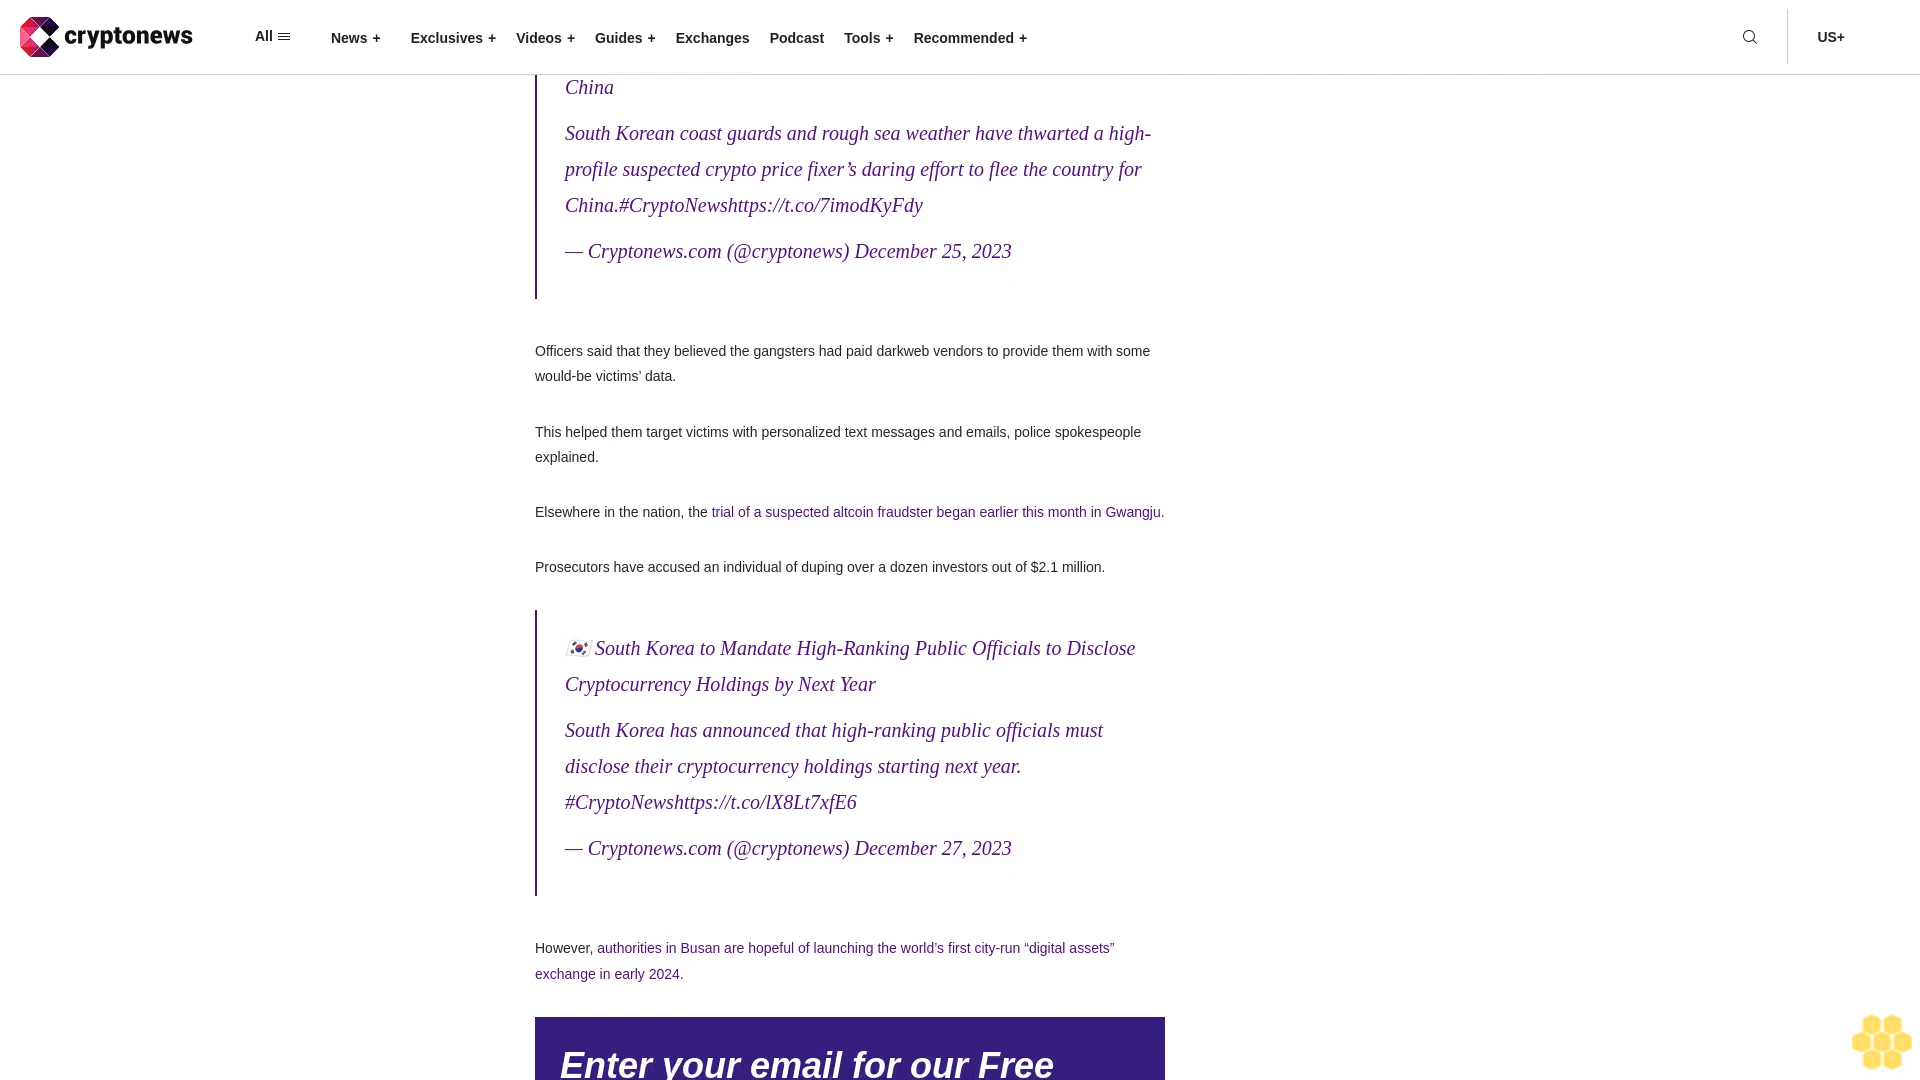 cryptonews
All
News +
Exclusives +
Videos +
Guides +
Exchanges
Podcast
Tools +
Recommended +
US+
China
South Korean coast guards and rough sea weather have thwarted a high-
profile suspected crypto price fixer’s daring effort to flee the country for
China.#CryptoNewshttps://t.co/7imodKyFdy
— Cryptonews.com (@cryptonews) December 25, 2023
Officers said that they believed the gangsters had paid darkweb vendors to provide them with some
would-be victims’ data.
This helped them target victims with personalized text messages and emails, police spokespeople
explained.
Elsewhere in the nation, the trial of a suspected altcoin fraudster began earlier this month in Gwangju.
Prosecutors have accused an individual of duping over a dozen investors out of $2.1 million.
🇰🇷 South Korea to Mandate High-Ranking Public Officials to Disclose
Cryptocurrency Holdings by Next Year
South Korea has announced that high-ranking public officials must
disclose their cryptocurrency holdings starting next year.
#CryptoNewshttps://t.co/lX8Lt7xfE6
— Cryptonews.com (@cryptonews) December 27, 2023
However, authorities in Busan are hopeful of launching the world’s first city-run “digital assets”
exchange in early 2024.
Enter your email for our Free